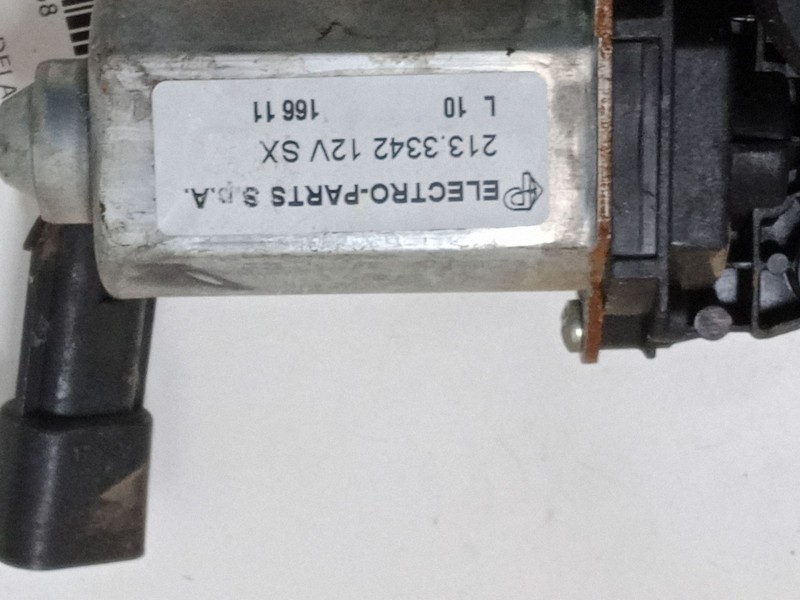 ELECTRO-PARTS S.p.A.
213.3342 12V SX
L 10 166 11